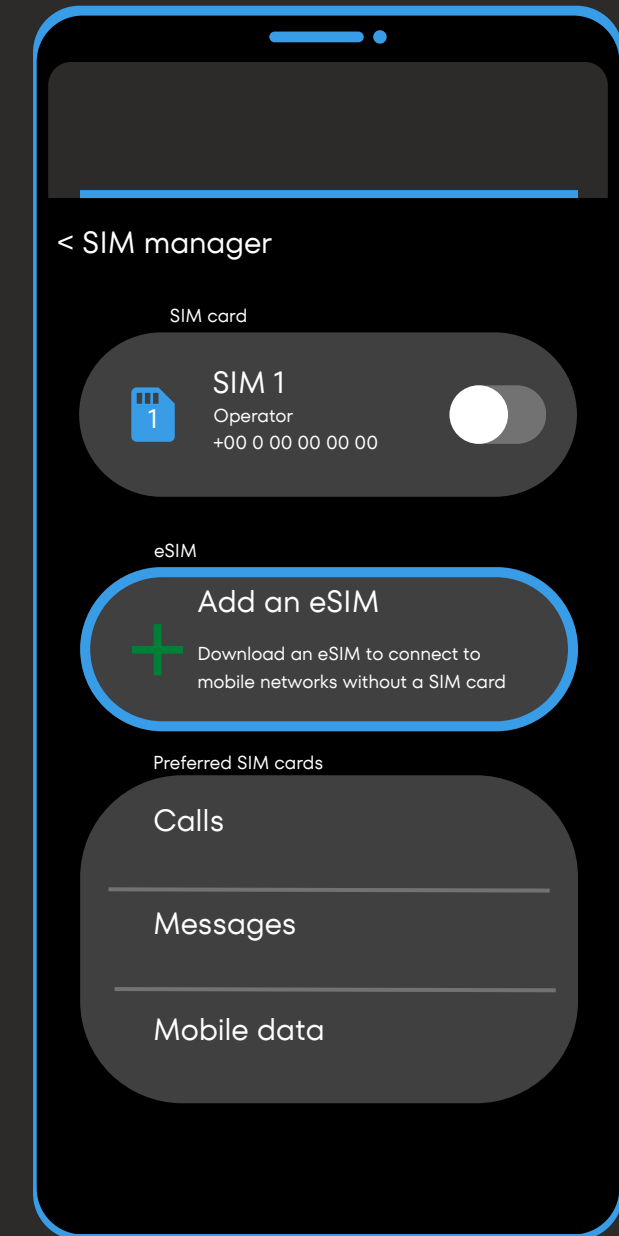 < SIM manager
SIM card
SIM 1
1
Operator
+00 0 00 00 00 00
eSIM
Add an eSIM
Download an eSIM to connect to
mobile networks without a SIM card
Preferred SIM cards
Calls
Messages
Mobile data